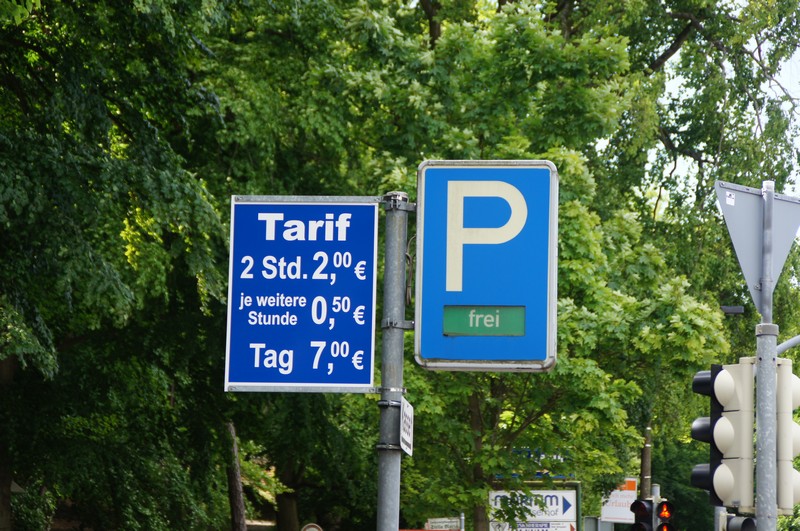 Tarif
2 Std. 2,00 €
je weitere
Stunde 0,50 €
Tag 7,00 €
P
frei